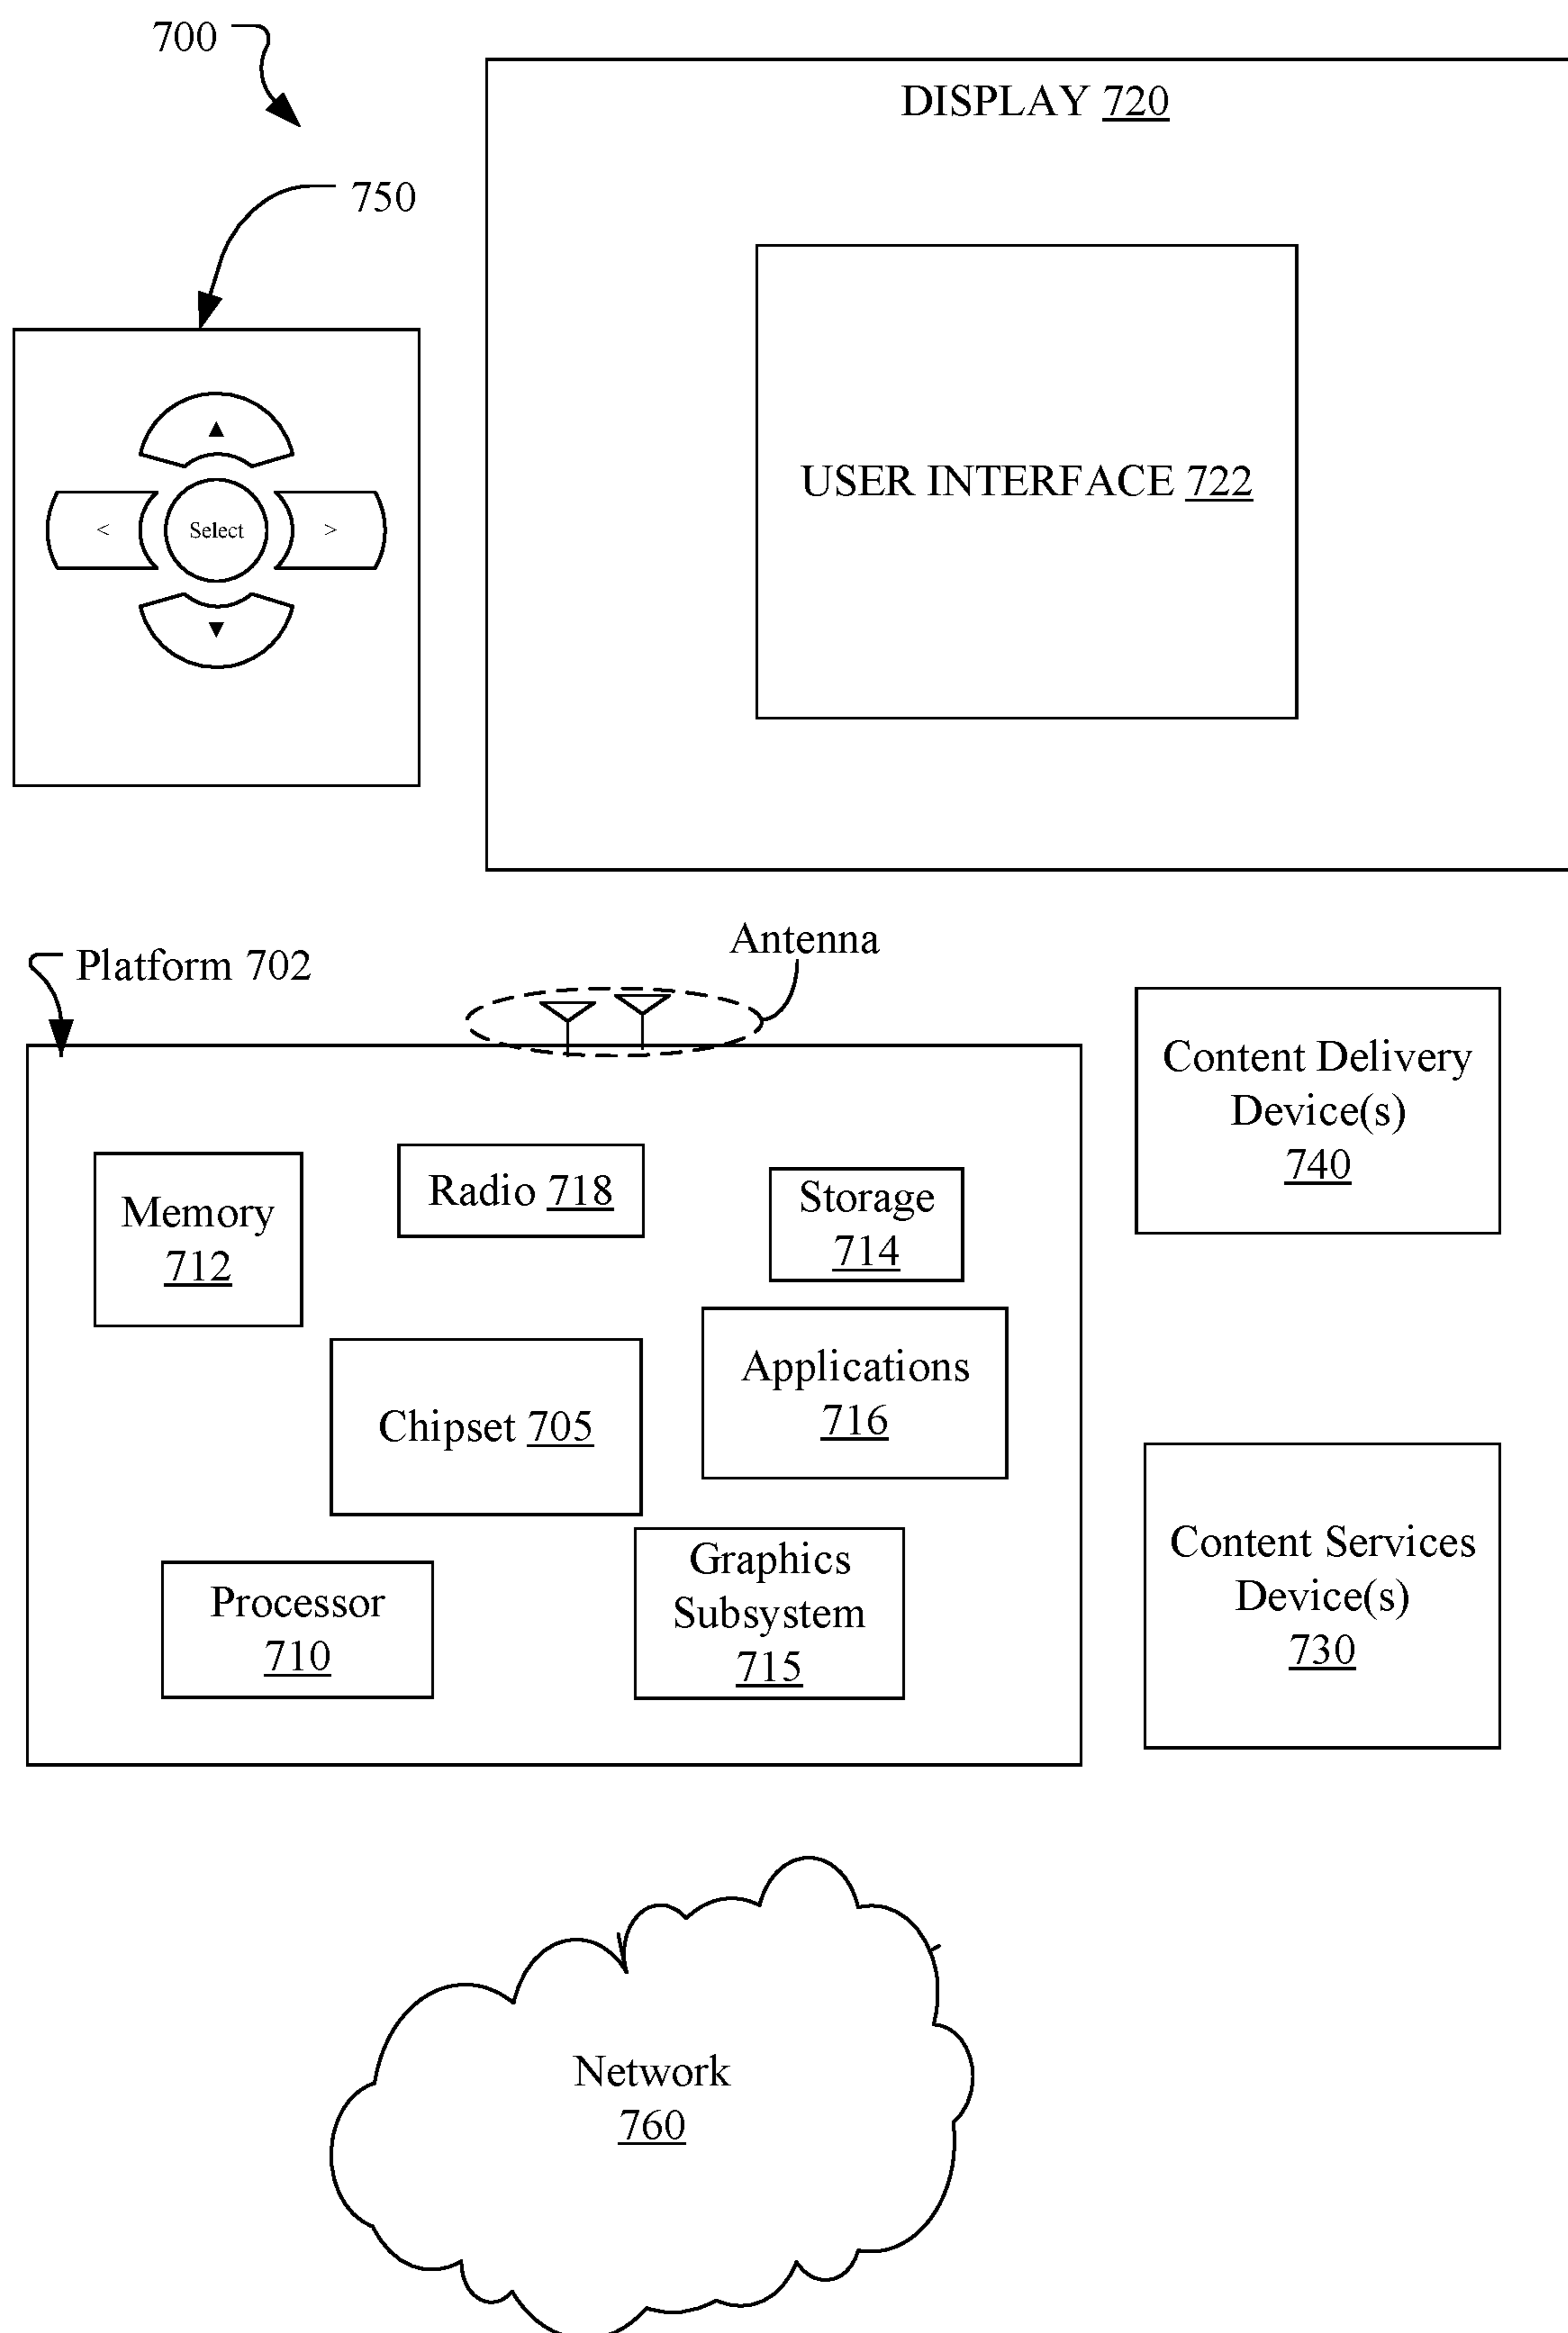 700
DISPLAY 720
750
USER INTERFACE 722
▲
< Select >
▼
Antenna
Platform 702
Content Delivery
Device(s)
740
Memory
712
Radio 718
Storage
714
Applications
716
Chipset 705
Content Services
Device(s)
730
Graphics
Subsystem
715
Processor
710
Network
760